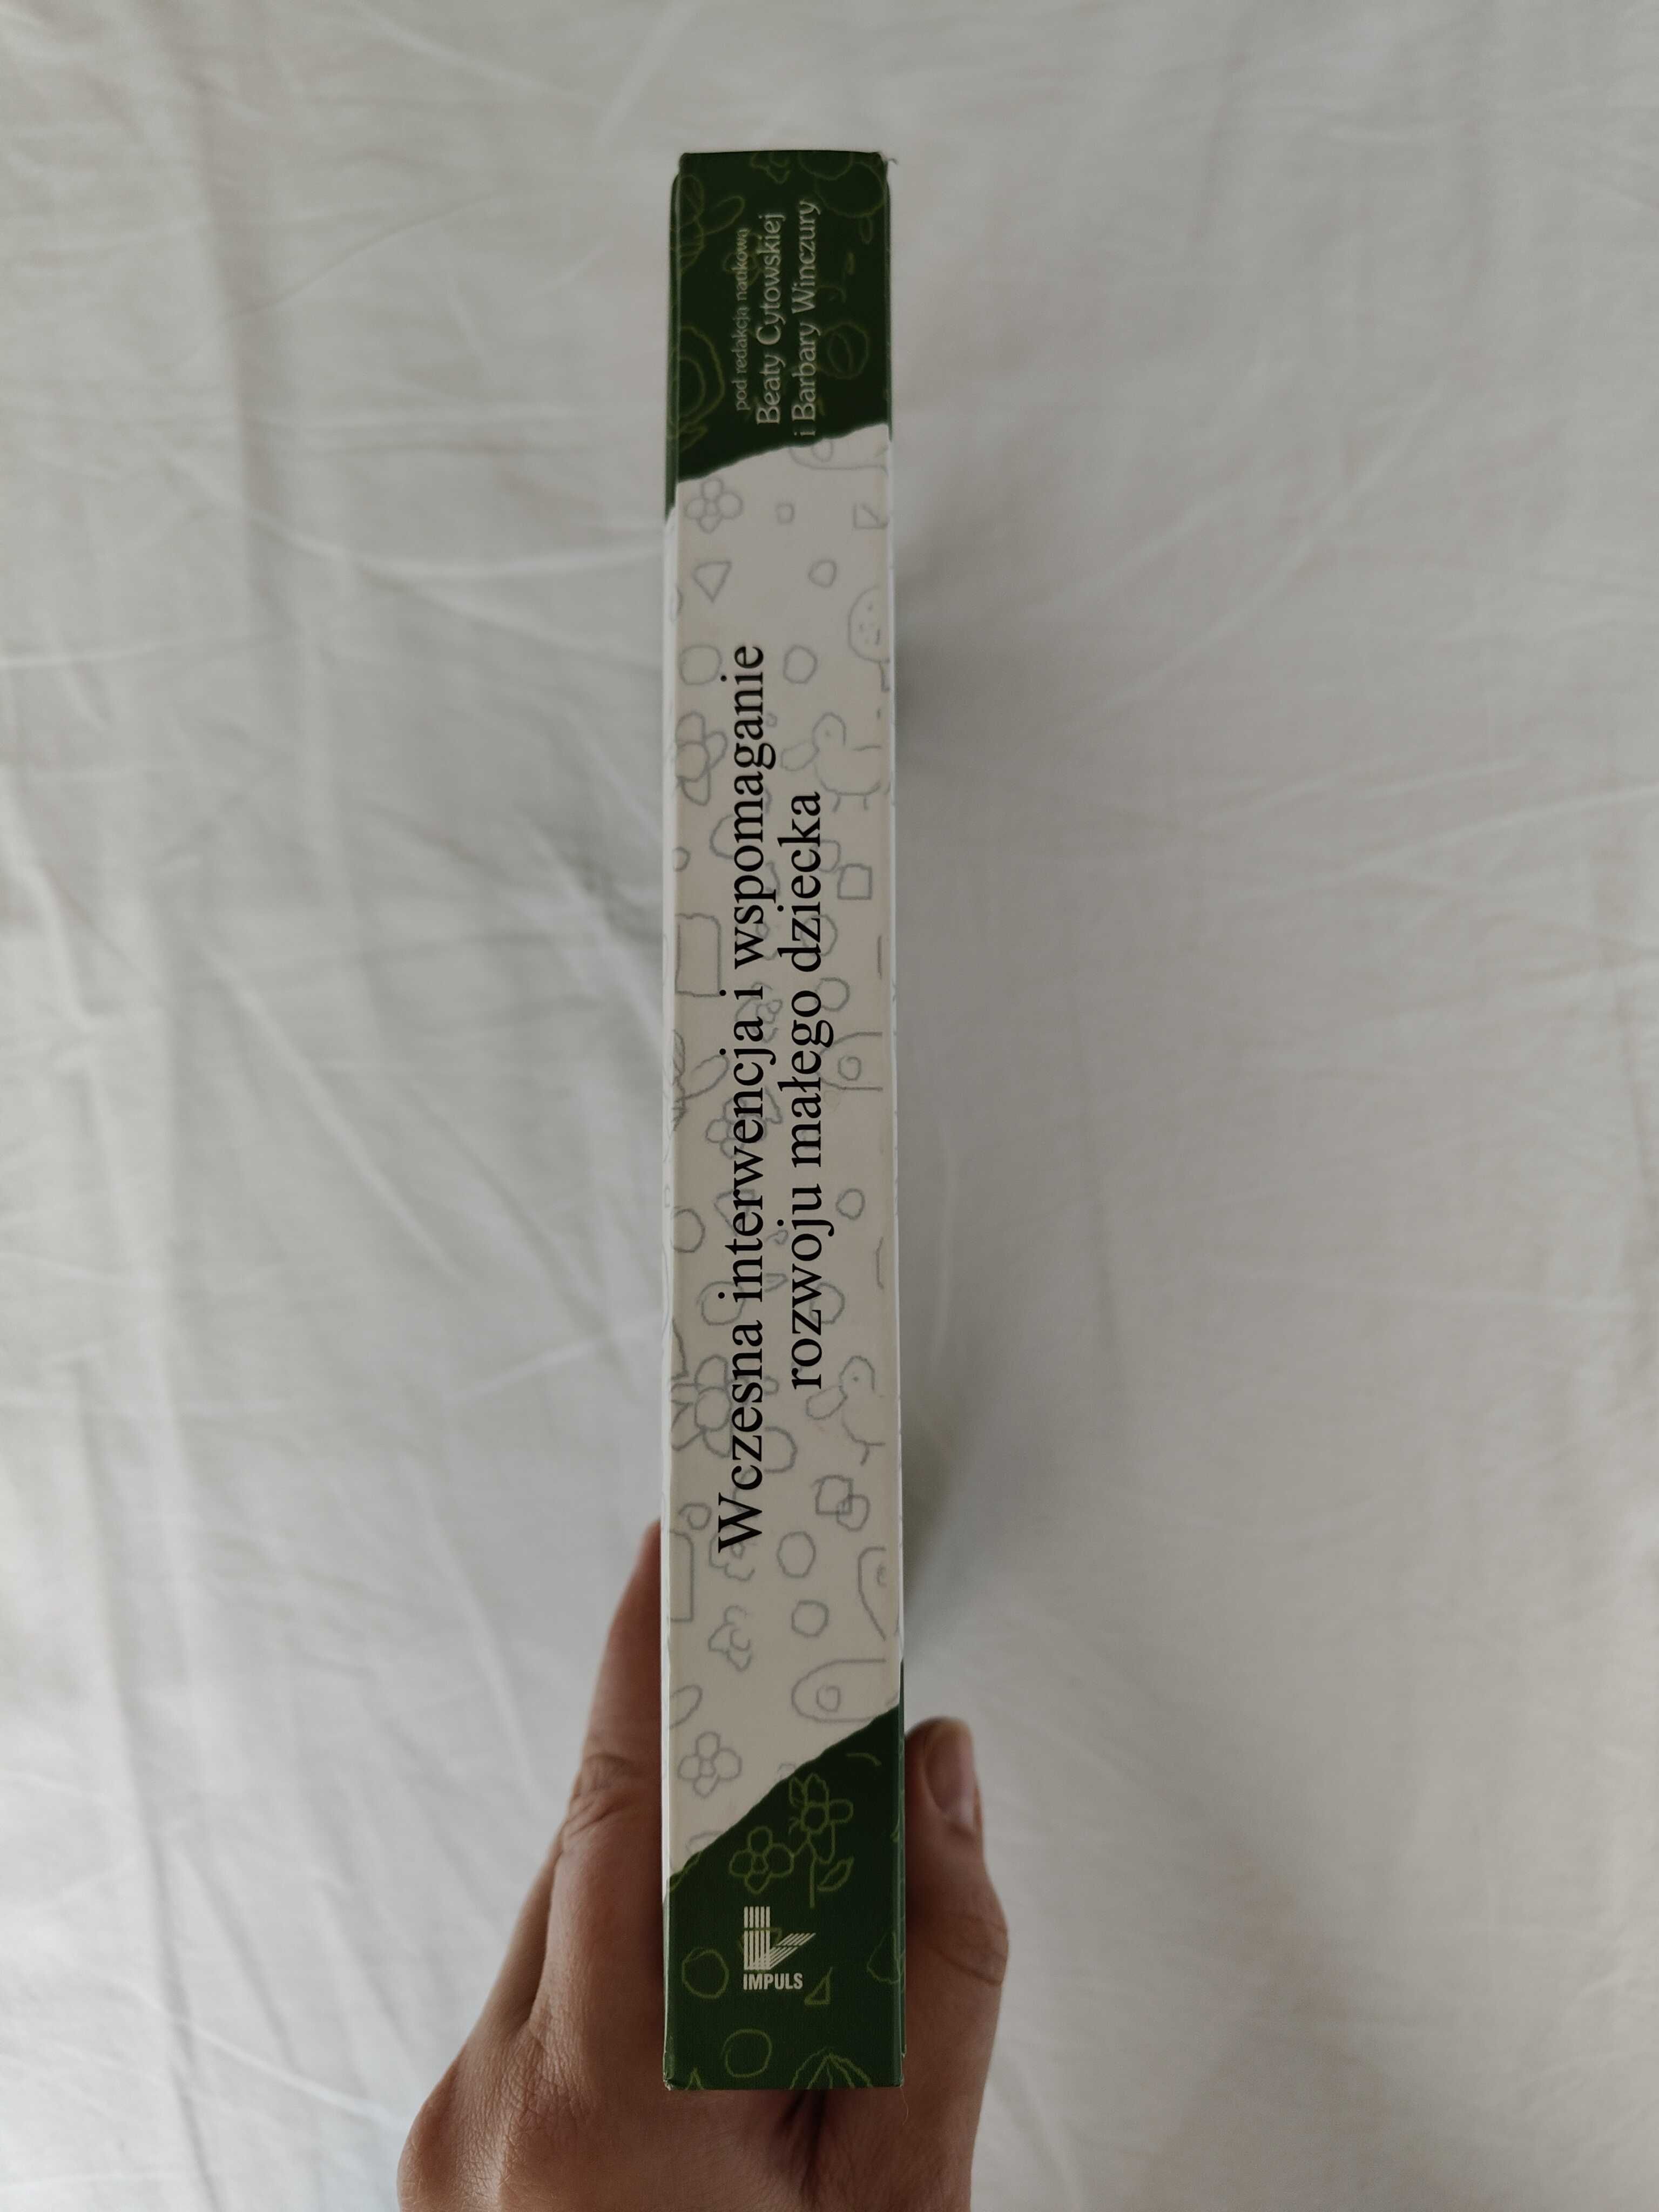 pod redakcją naukową
Beaty Cytowskiej
i Barbary Winczury
Wczesna interwencja i wspomaganie
rozwoju małego dziecka
IMPULS